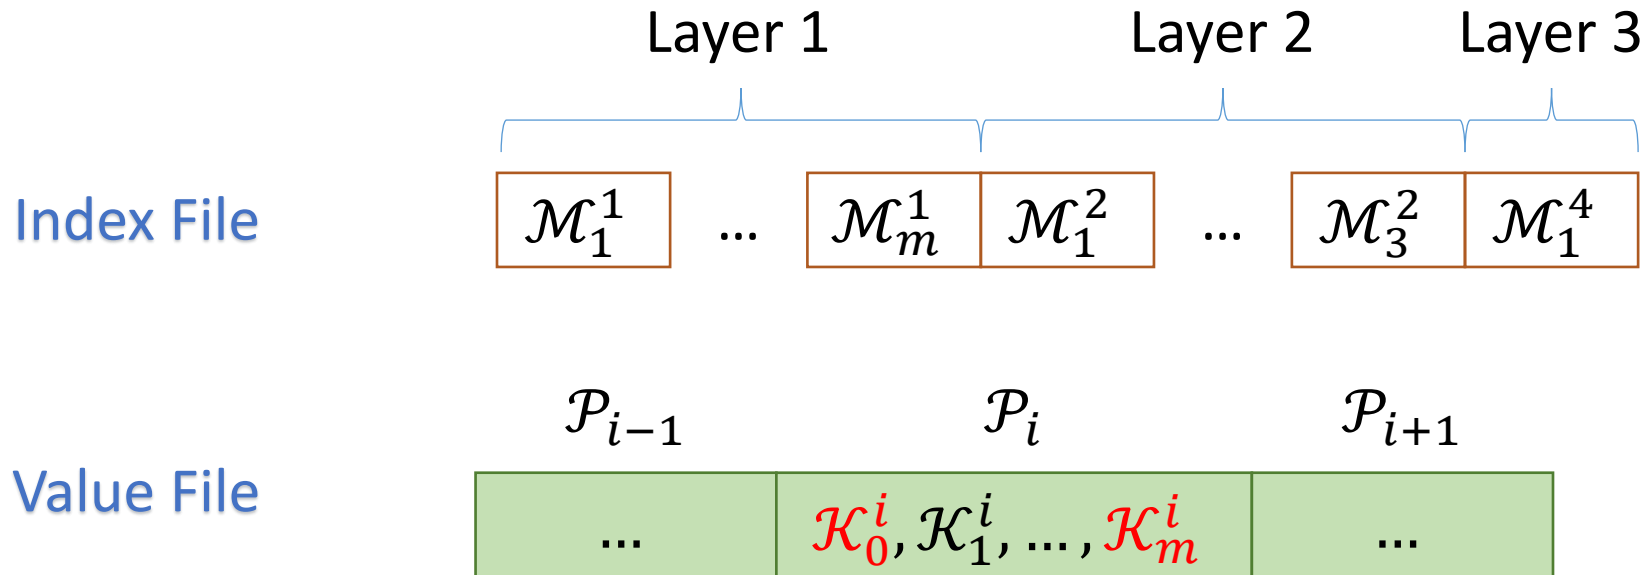 Layer 1 Layer 2 Layer 3
Index File ℳ₁¹ … ℳₘ¹ ℳ₁² … ℳ₃² ℳ₁⁴
𝒫ᵢ₋₁ 𝒫ᵢ 𝒫ᵢ₊₁
Value File … 𝒦₀ⁱ, 𝒦₁ⁱ, … , 𝒦ₘⁱ …